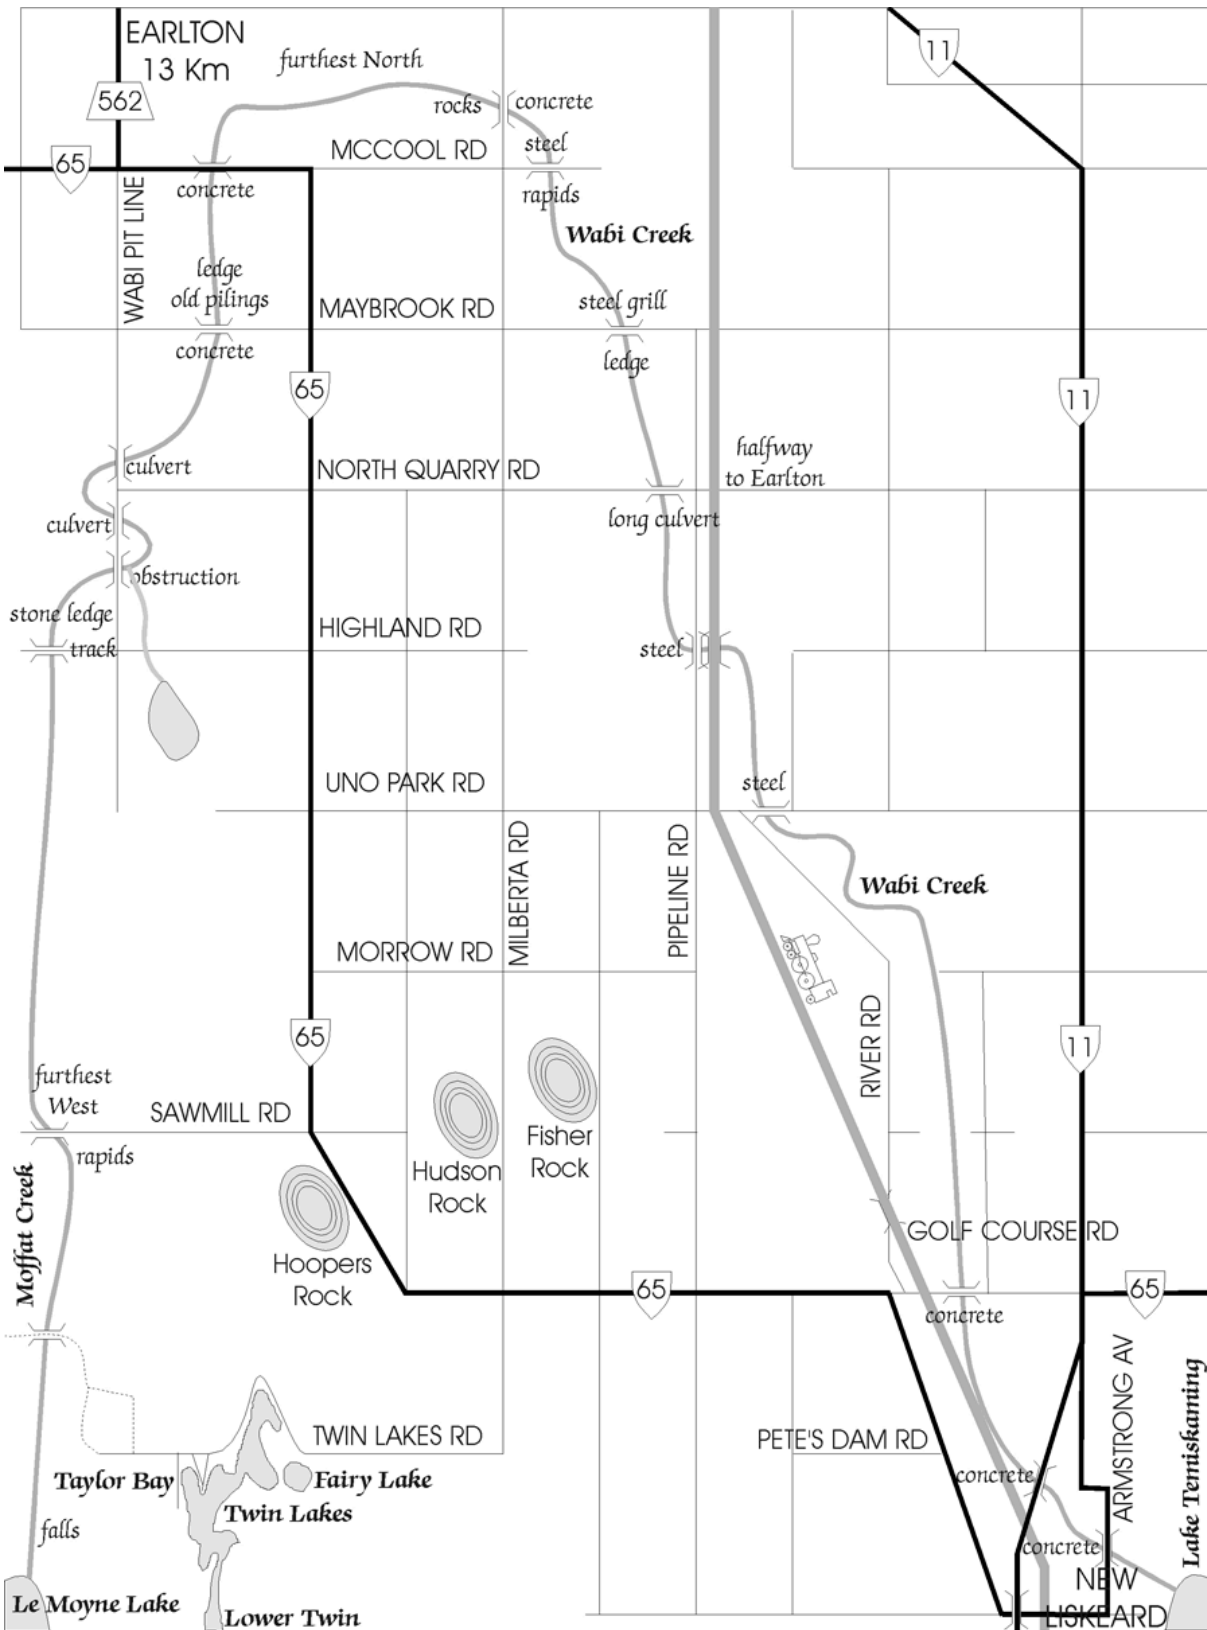 EARLTON
13 Km
562
65
furthest North
rocks
concrete
steel
MCCOOL RD
11
concrete
rapids
WABI PIT LINE
Wabi Creek
ledge
old pilings
MAYBROOK RD
steel grill
concrete
ledge
65
11
culvert
NORTH QUARRY RD
halfway
to Earlton
culvert
long culvert
obstruction
stone ledge
track
HIGHLAND RD
steel
UNO PARK RD
steel
MILBERTA RD
PIPELINE RD
Wabi Creek
MORROW RD
RIVER RD
65
11
furthest
West
SAWMILL RD
rapids
Fisher
Rock
Hudson
Rock
Moffat Creek
Hoopers
Rock
GOLF COURSE RD
65
65
concrete
ARMSTRONG AV
Lake Temiskaming
TWIN LAKES RD
PETE'S DAM RD
Taylor Bay
Fairy Lake
concrete
Twin Lakes
falls
concrete
NEW
LISKEARD
Le Moyne Lake
Lower Twin